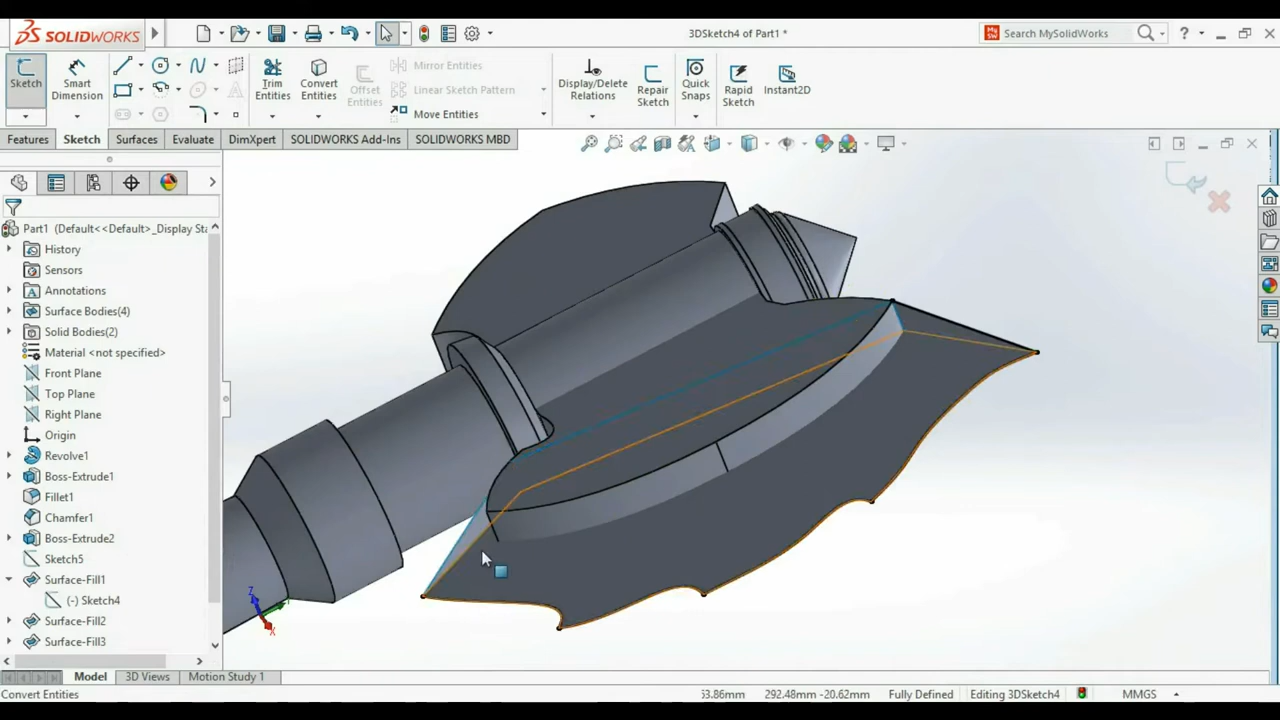 SOLIDWORKS
3DSketch4 of Part1 *
Search MySolidWorks
Sketch
Smart Dimension
Trim Entities
Convert Entities
Offset Entities
Mirror Entities
Linear Sketch Pattern
Move Entities
Display/Delete Relations
Repair Sketch
Quick Snaps
Rapid Sketch
Instant2D
Features
Sketch
Surfaces
Evaluate
DimXpert
SOLIDWORKS Add-Ins
SOLIDWORKS MBD
Part1 (Default<<Default>_Display Sta
History
Sensors
Annotations
Surface Bodies(4)
Solid Bodies(2)
Material <not specified>
Front Plane
Top Plane
Right Plane
Origin
Revolve1
Boss-Extrude1
Fillet1
Chamfer1
Boss-Extrude2
Sketch5
Surface-Fill1
(-) Sketch4
Surface-Fill2
Surface-Fill3
Z
X
Model
3D Views
Motion Study 1
Convert Entities
292.48mm
-20.62mm
Fully Defined
Editing 3DSketch4
MMGS